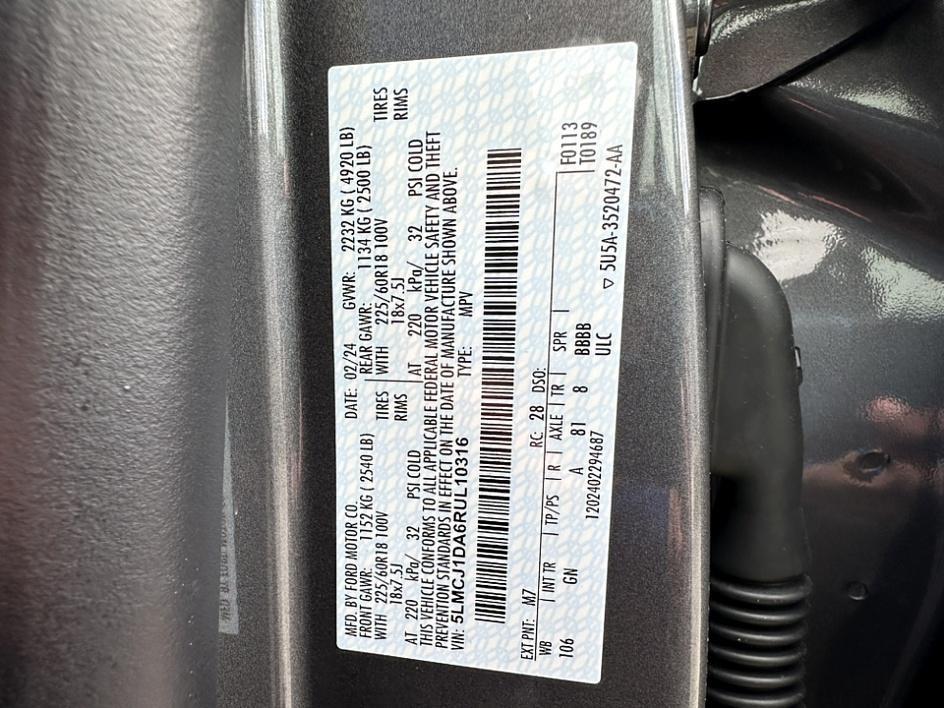 MFD. BY FORD MOTOR CO.
DATE: 02/24 GVWR: 2232 KG ( 4920 LB)
FRONT GAWR: 1152 KG ( 2540 LB)
REAR GAWR: 1134 KG ( 2500 LB)
WITH 225/60R18 100V TIRES
WITH 225/60R18 100V TIRES
18x7.5J RIMS
18x7.5J RIMS
AT 220 kPa/ 32 PSI COLD
AT 220 kPa/ 32 PSI COLD
THIS VEHICLE CONFORMS TO ALL APPLICABLE FEDERAL MOTOR VEHICLE SAFETY AND THEFT
PREVENTION STANDARDS IN EFFECT ON THE DATE OF MANUFACTURE SHOWN ABOVE.
VIN: 5LMCJ1DA6RUL10316 TYPE: MPV
F0113
T0189
EXT PNT: M7 RC: 28 DSO:
WB INT TR TP/PS R AXLE TR SPR
106 GN A 81 8 BBBB
1202402294687 ULC
▽ 5U5A-3520472-AA